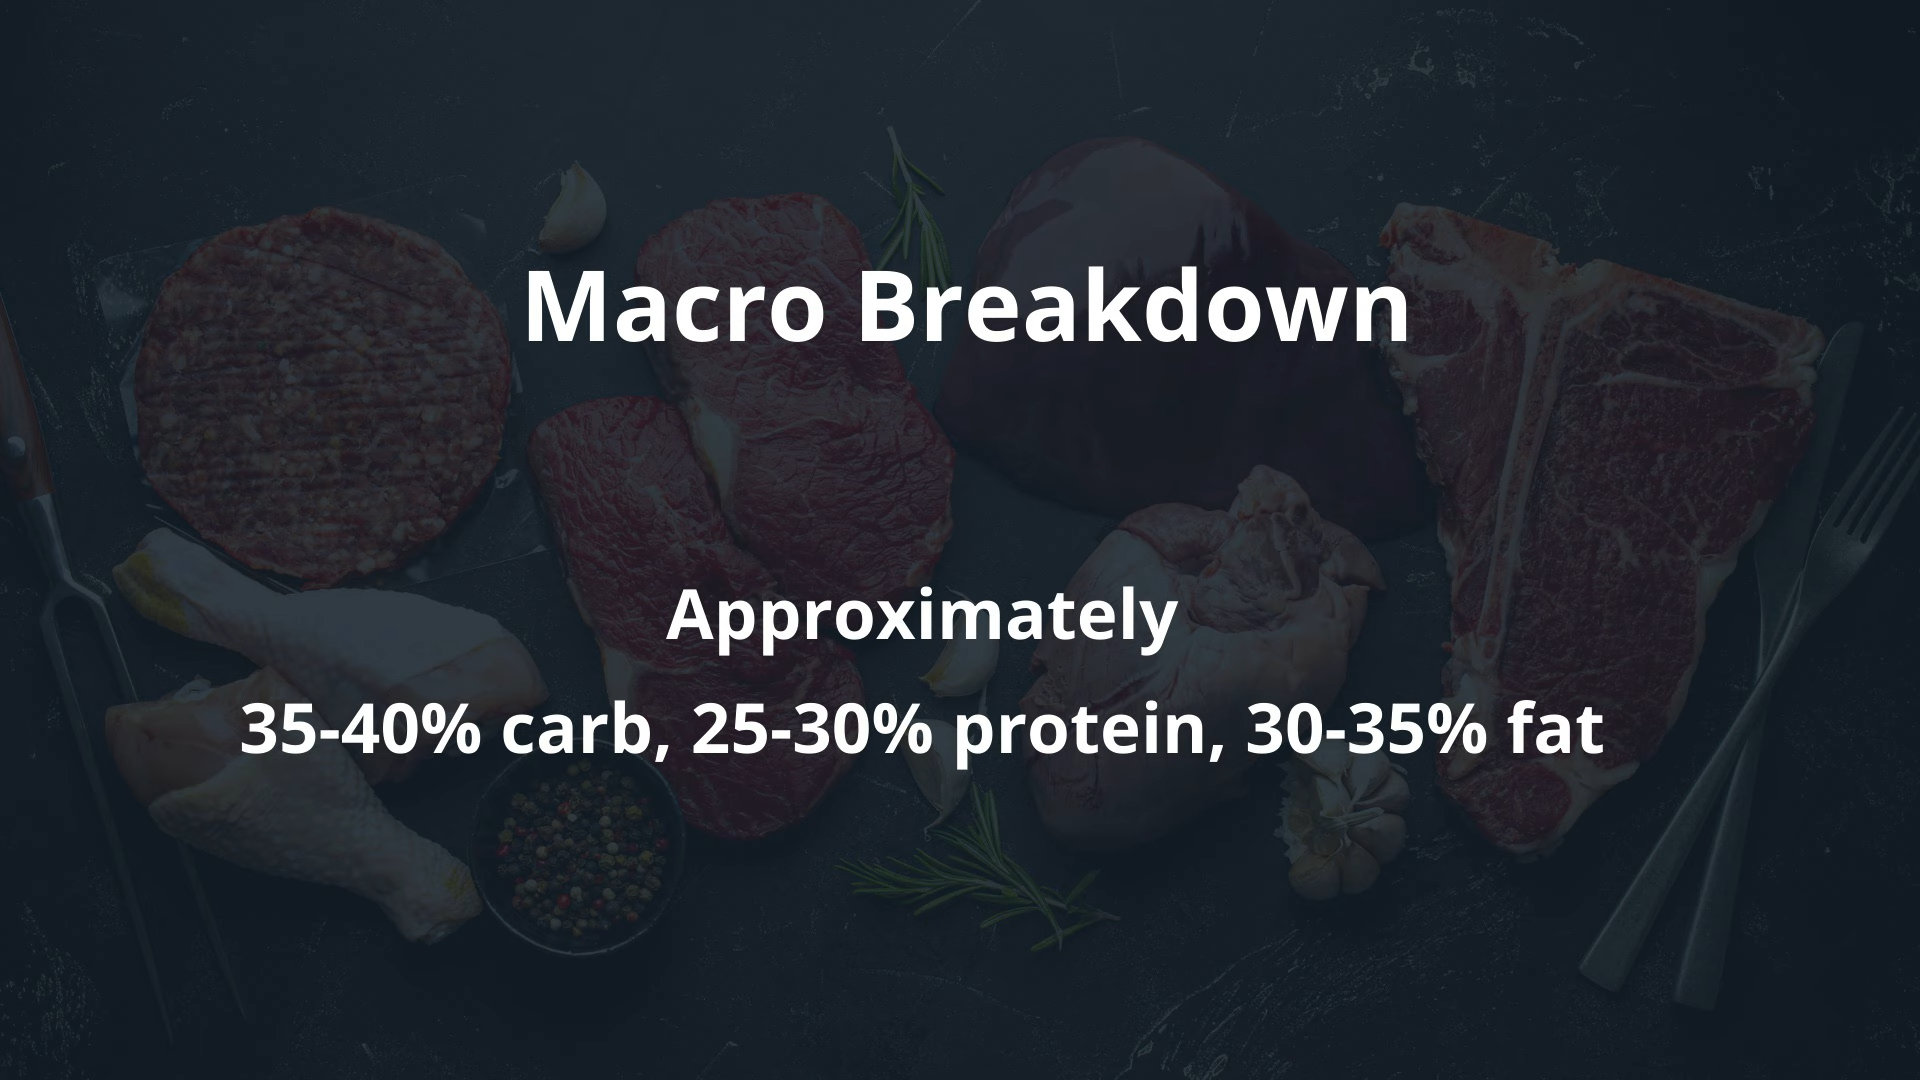 Macro Breakdown
Approximately
35-40% carb, 25-30% protein, 30-35% fat